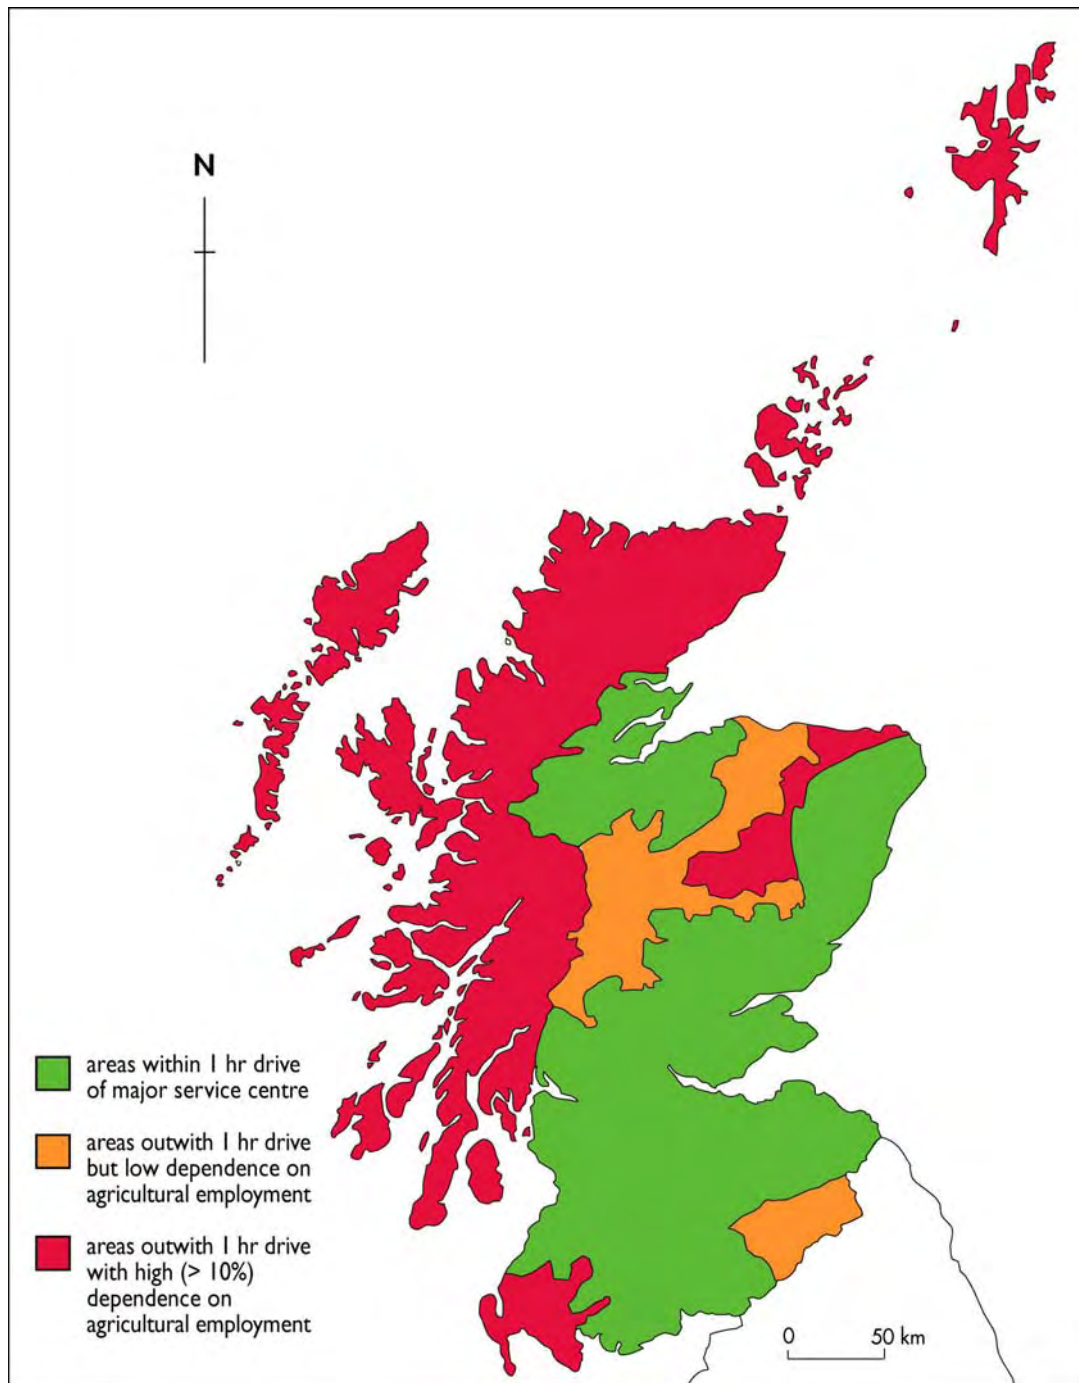 N
areas within 1 hr drive
of major service centre
areas outwith 1 hr drive
but low dependence on
agricultural employment
areas outwith 1 hr drive
with high (> 10%)
dependence on
agricultural employment
0 50 km